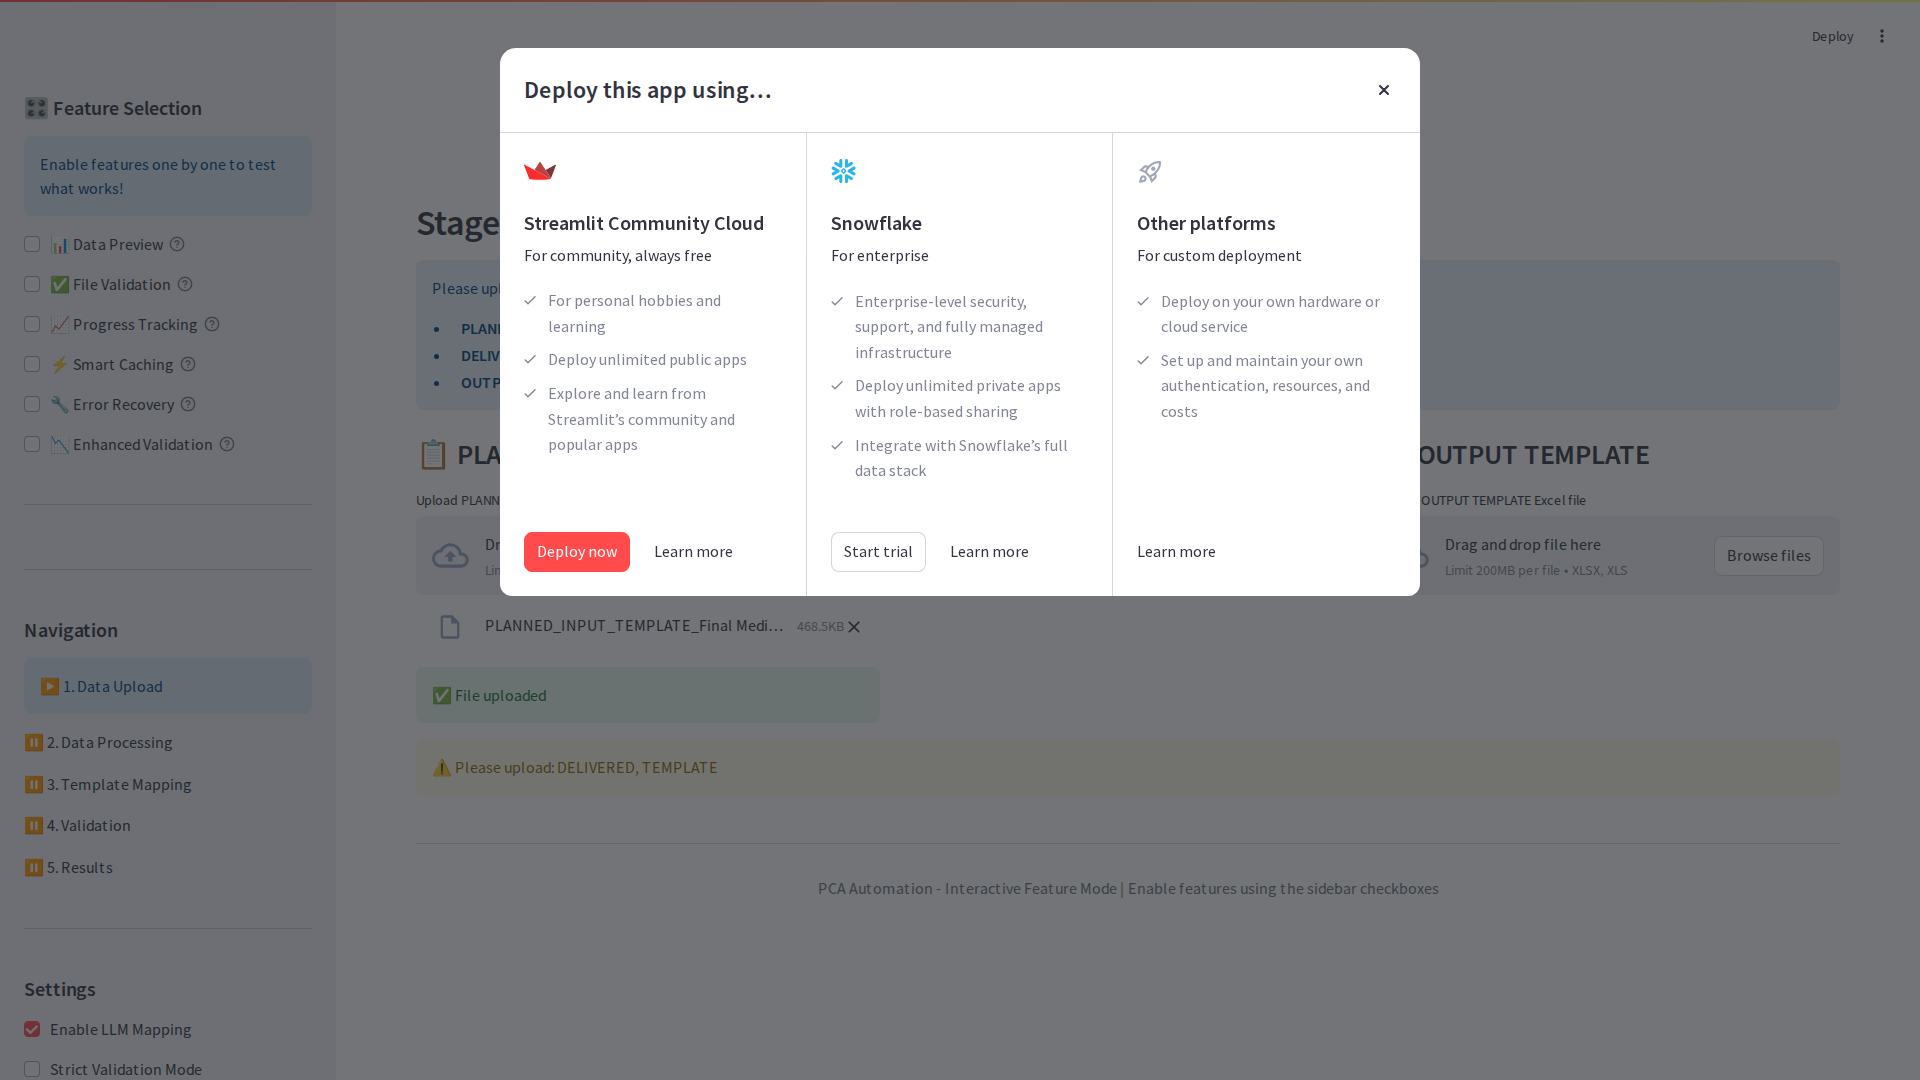 Deploy
Deploy this app using...
Streamlit Community Cloud
For community, always free
For personal hobbies and
learning
Deploy unlimited public apps
Explore and learn from
Streamlit’s community and
popular apps
Deploy now
Learn more
Snowflake
For enterprise
Enterprise-level security,
support, and fully managed
infrastructure
Deploy unlimited private apps
with role-based sharing
Integrate with Snowflake’s full
data stack
Start trial
Learn more
Other platforms
For custom deployment
Deploy on your own hardware or
cloud service
Set up and maintain your own
authentication, resources, and
costs
Learn more
Feature Selection
Enable features one by one to test
what works!
Data Preview
File Validation
Progress Tracking
Smart Caching
Error Recovery
Enhanced Validation
Navigation
1. Data Upload
2. Data Processing
3. Template Mapping
4. Validation
5. Results
Settings
Enable LLM Mapping
Strict Validation Mode
Stage
Please
Upload
OUTPUT TEMPLATE
OUTPUT TEMPLATE Excel file
Drag and drop file here
Limit 200MB per file • XLSX, XLS
Browse files
PLANNED_INPUT_TEMPLATE_Final Medi...
468.5KB
File uploaded
Please upload: DELIVERED, TEMPLATE
PCA Automation - Interactive Feature Mode | Enable features using the sidebar checkboxes